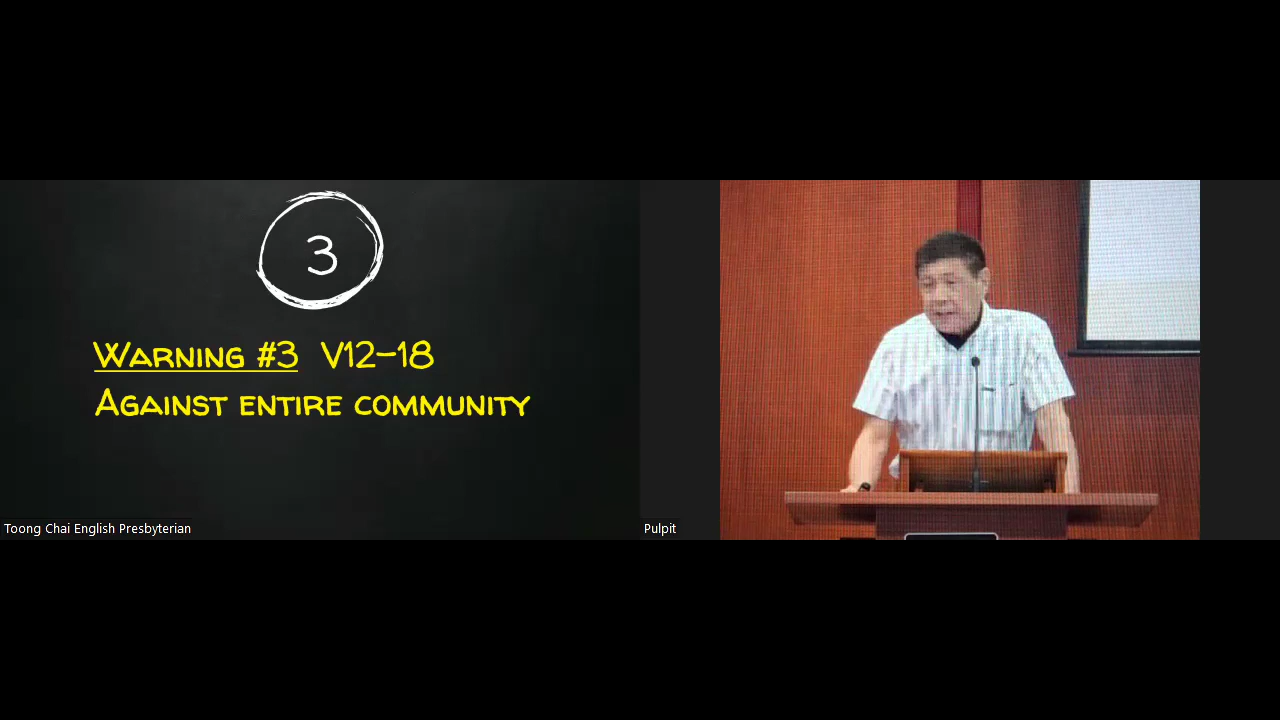 3
Warning #3 V12-18
Against entire community
Toong Chai English Presbyterian
Pulpit